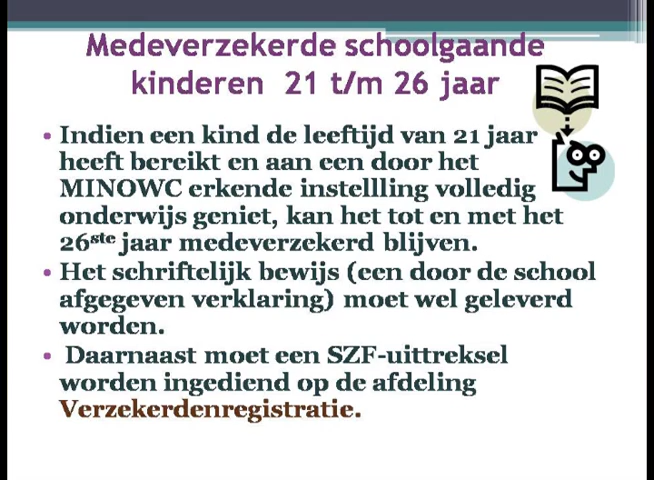 Medeverzekerde schoolgaande
kinderen 21 t/m 26 jaar
• Indien een kind de leeftijd van 21 jaar
heeft bereikt en aan een door het
MINOWC erkende instellling volledig
onderwijs geniet, kan het tot en met het
26ste jaar medeverzekerd blijven.
• Het schriftelijk bewijs (een door de school
afgegeven verklaring) moet wel geleverd
worden.
• Daarnaast moet een SZF-uittreksel
worden ingediend op de afdeling
Verzekerdenregistratie.